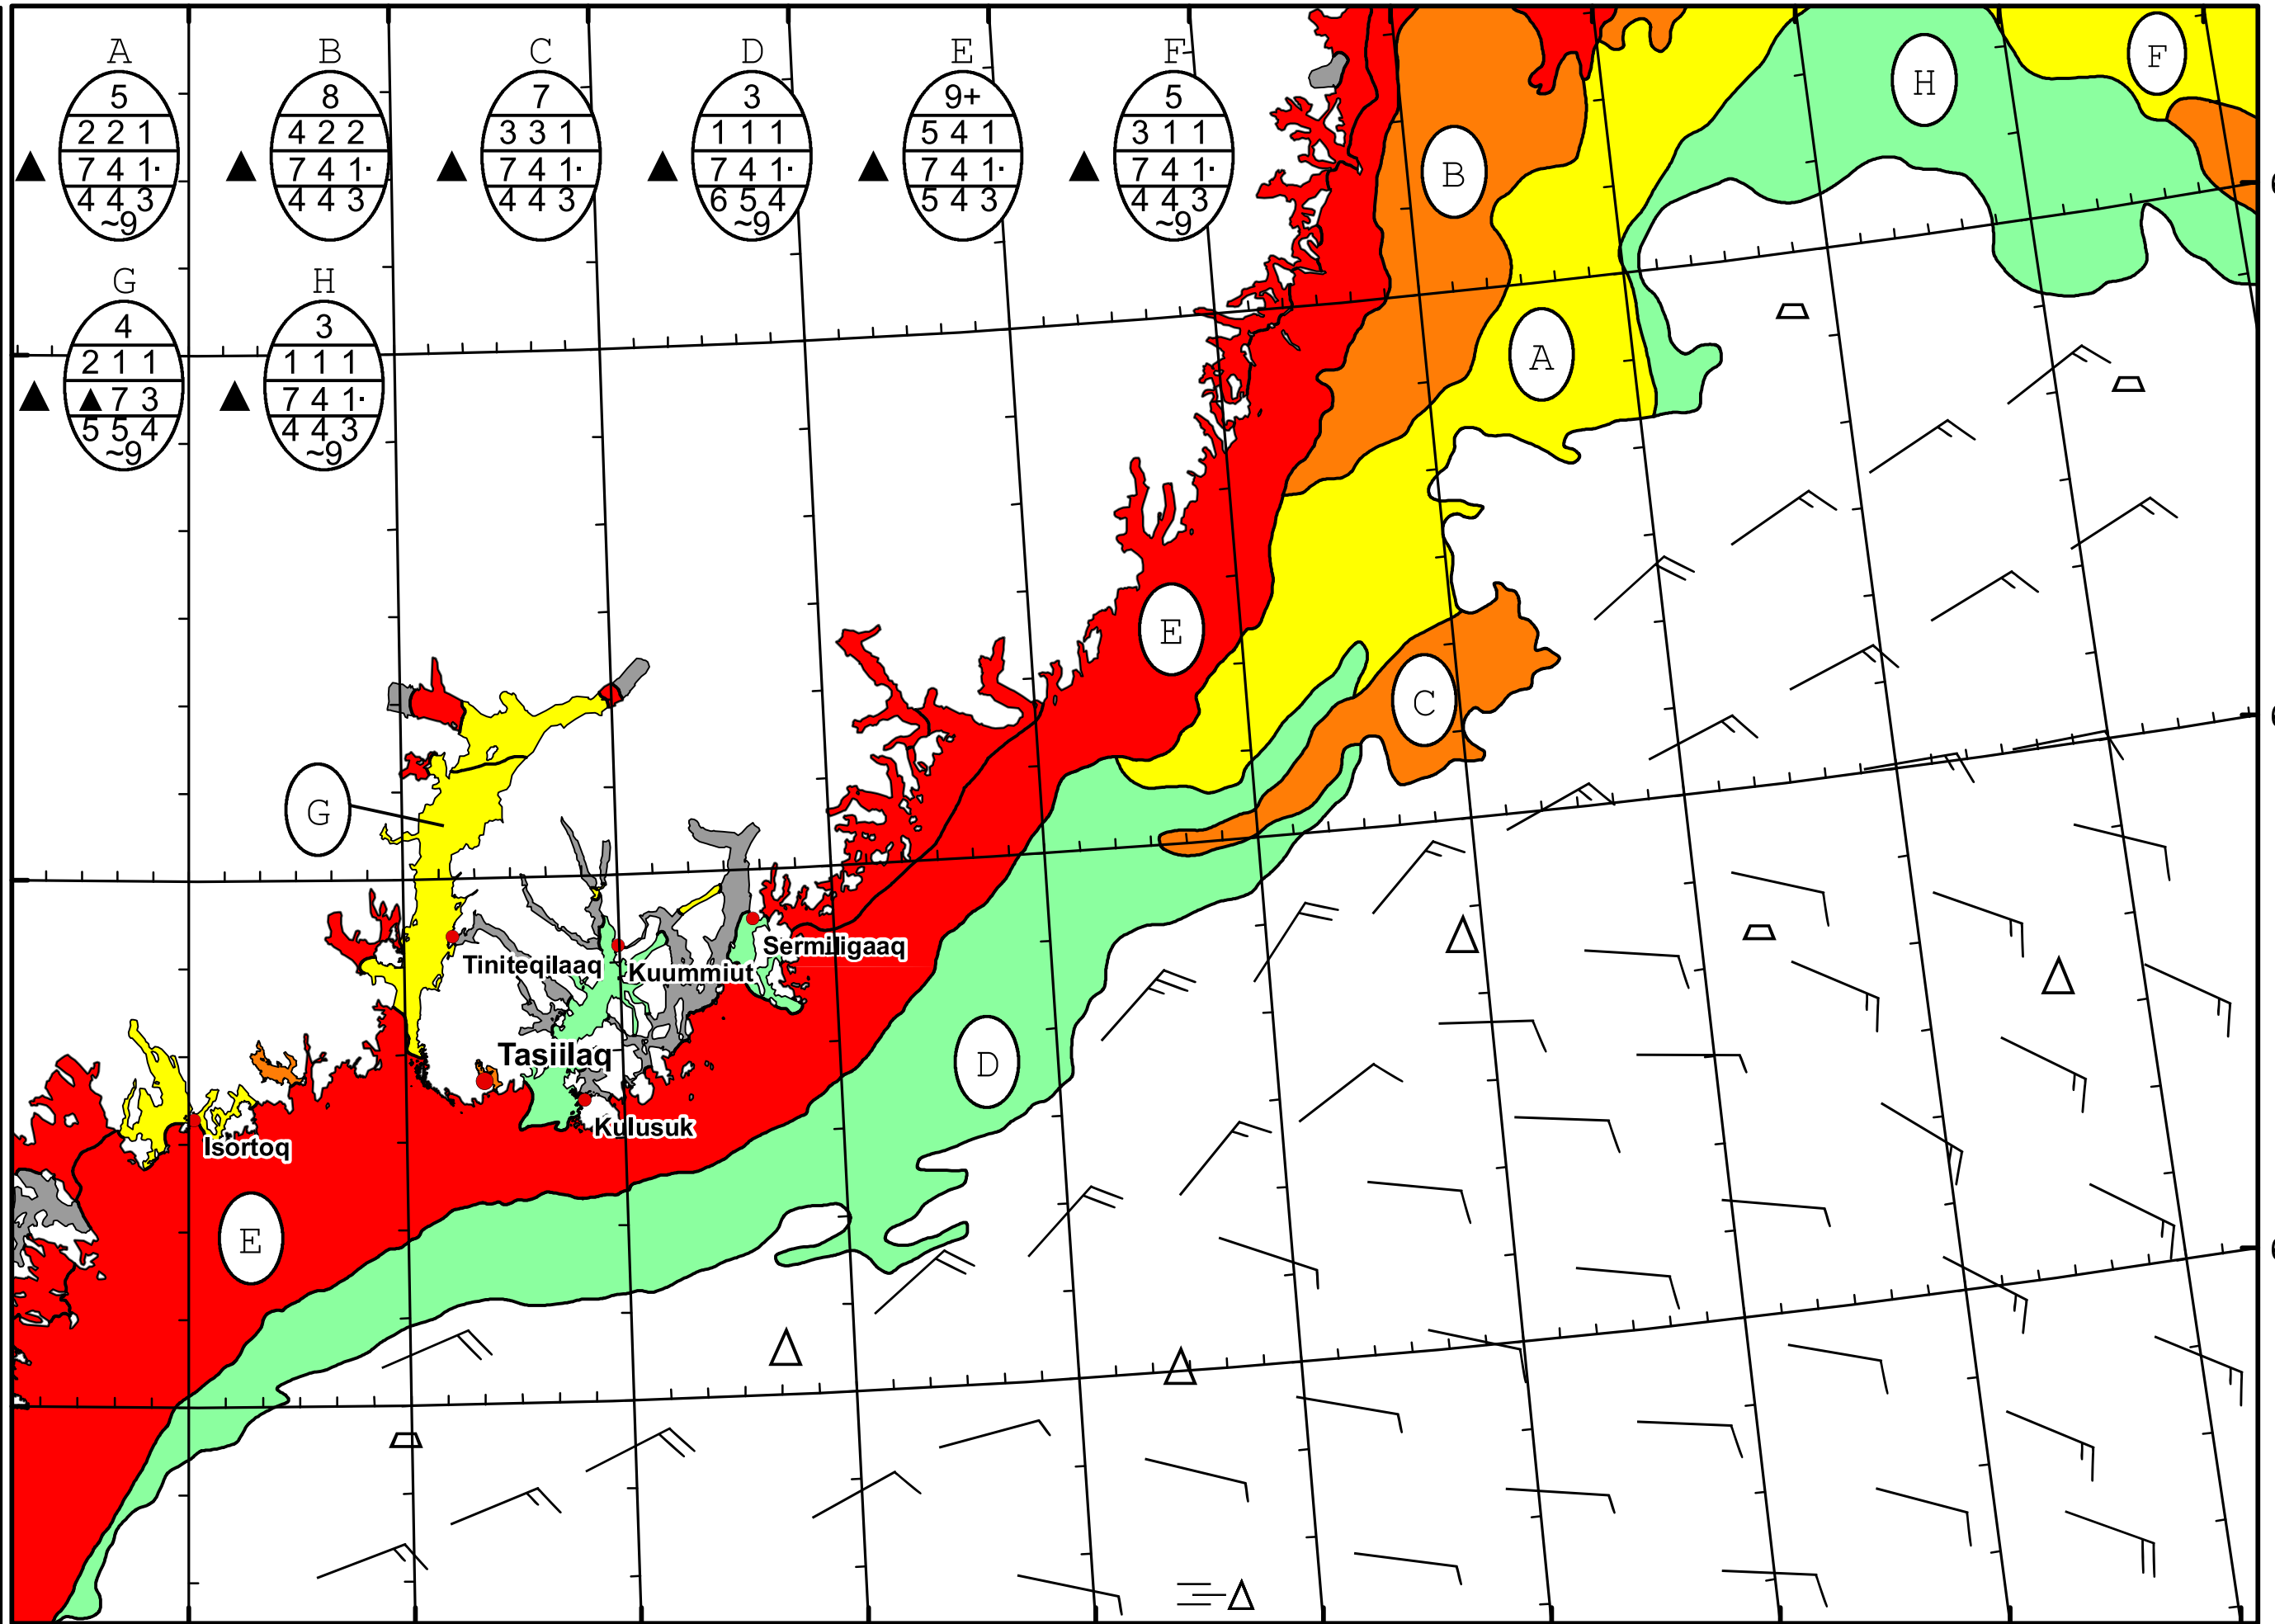 A B C D E F
5 8 7 3 9+ 5
2 2 1 4 2 2 3 3 1 1 1 1 5 4 1 3 1 1
▲ 7 4 1· ▲ 7 4 1· ▲ 7 4 1· ▲ 7 4 1· ▲ 7 4 1· ▲ 7 4 1·
4 4 3 4 4 3 4 4 3 6 5 4 5 4 3 4 4 3
~9 ~9 ~9
G H
4 3
2 1 1 1 1 1
▲ ▲ 7 3 ▲ 7 4 1·
5 5 4 4 4 3
~9 ~9
F
H
B
A
E
C
G
Sermiligaaq
Tiniteqilaaq
Kuummiut
Tasiilaq
D
Kulusuk
Isortoq
E